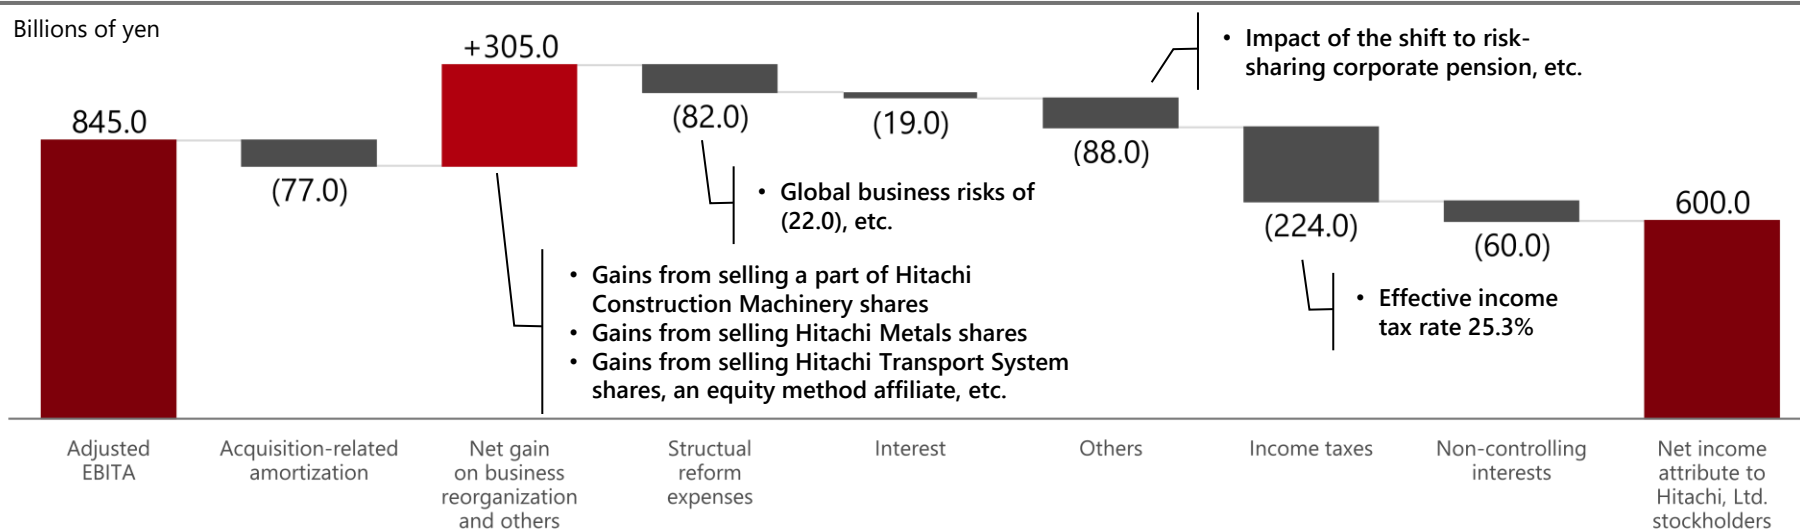 Billions of yen
845.0
(77.0)
+305.0
(82.0)
(19.0)
(88.0)
(224.0)
(60.0)
600.0
• Impact of the shift to risk-
sharing corporate pension, etc.
• Global business risks of
(22.0), etc.
• Gains from selling a part of Hitachi
Construction Machinery shares
• Gains from selling Hitachi Metals shares
• Gains from selling Hitachi Transport System
shares, an equity method affiliate, etc.
• Effective income
tax rate 25.3%
Adjusted
EBITA
Acquisition-related
amortization
Net gain
on business
reorganization
and others
Structual
reform
expenses
Interest
Others
Income taxes
Non-controlling
interests
Net income
attribute to
Hitachi, Ltd.
stockholders